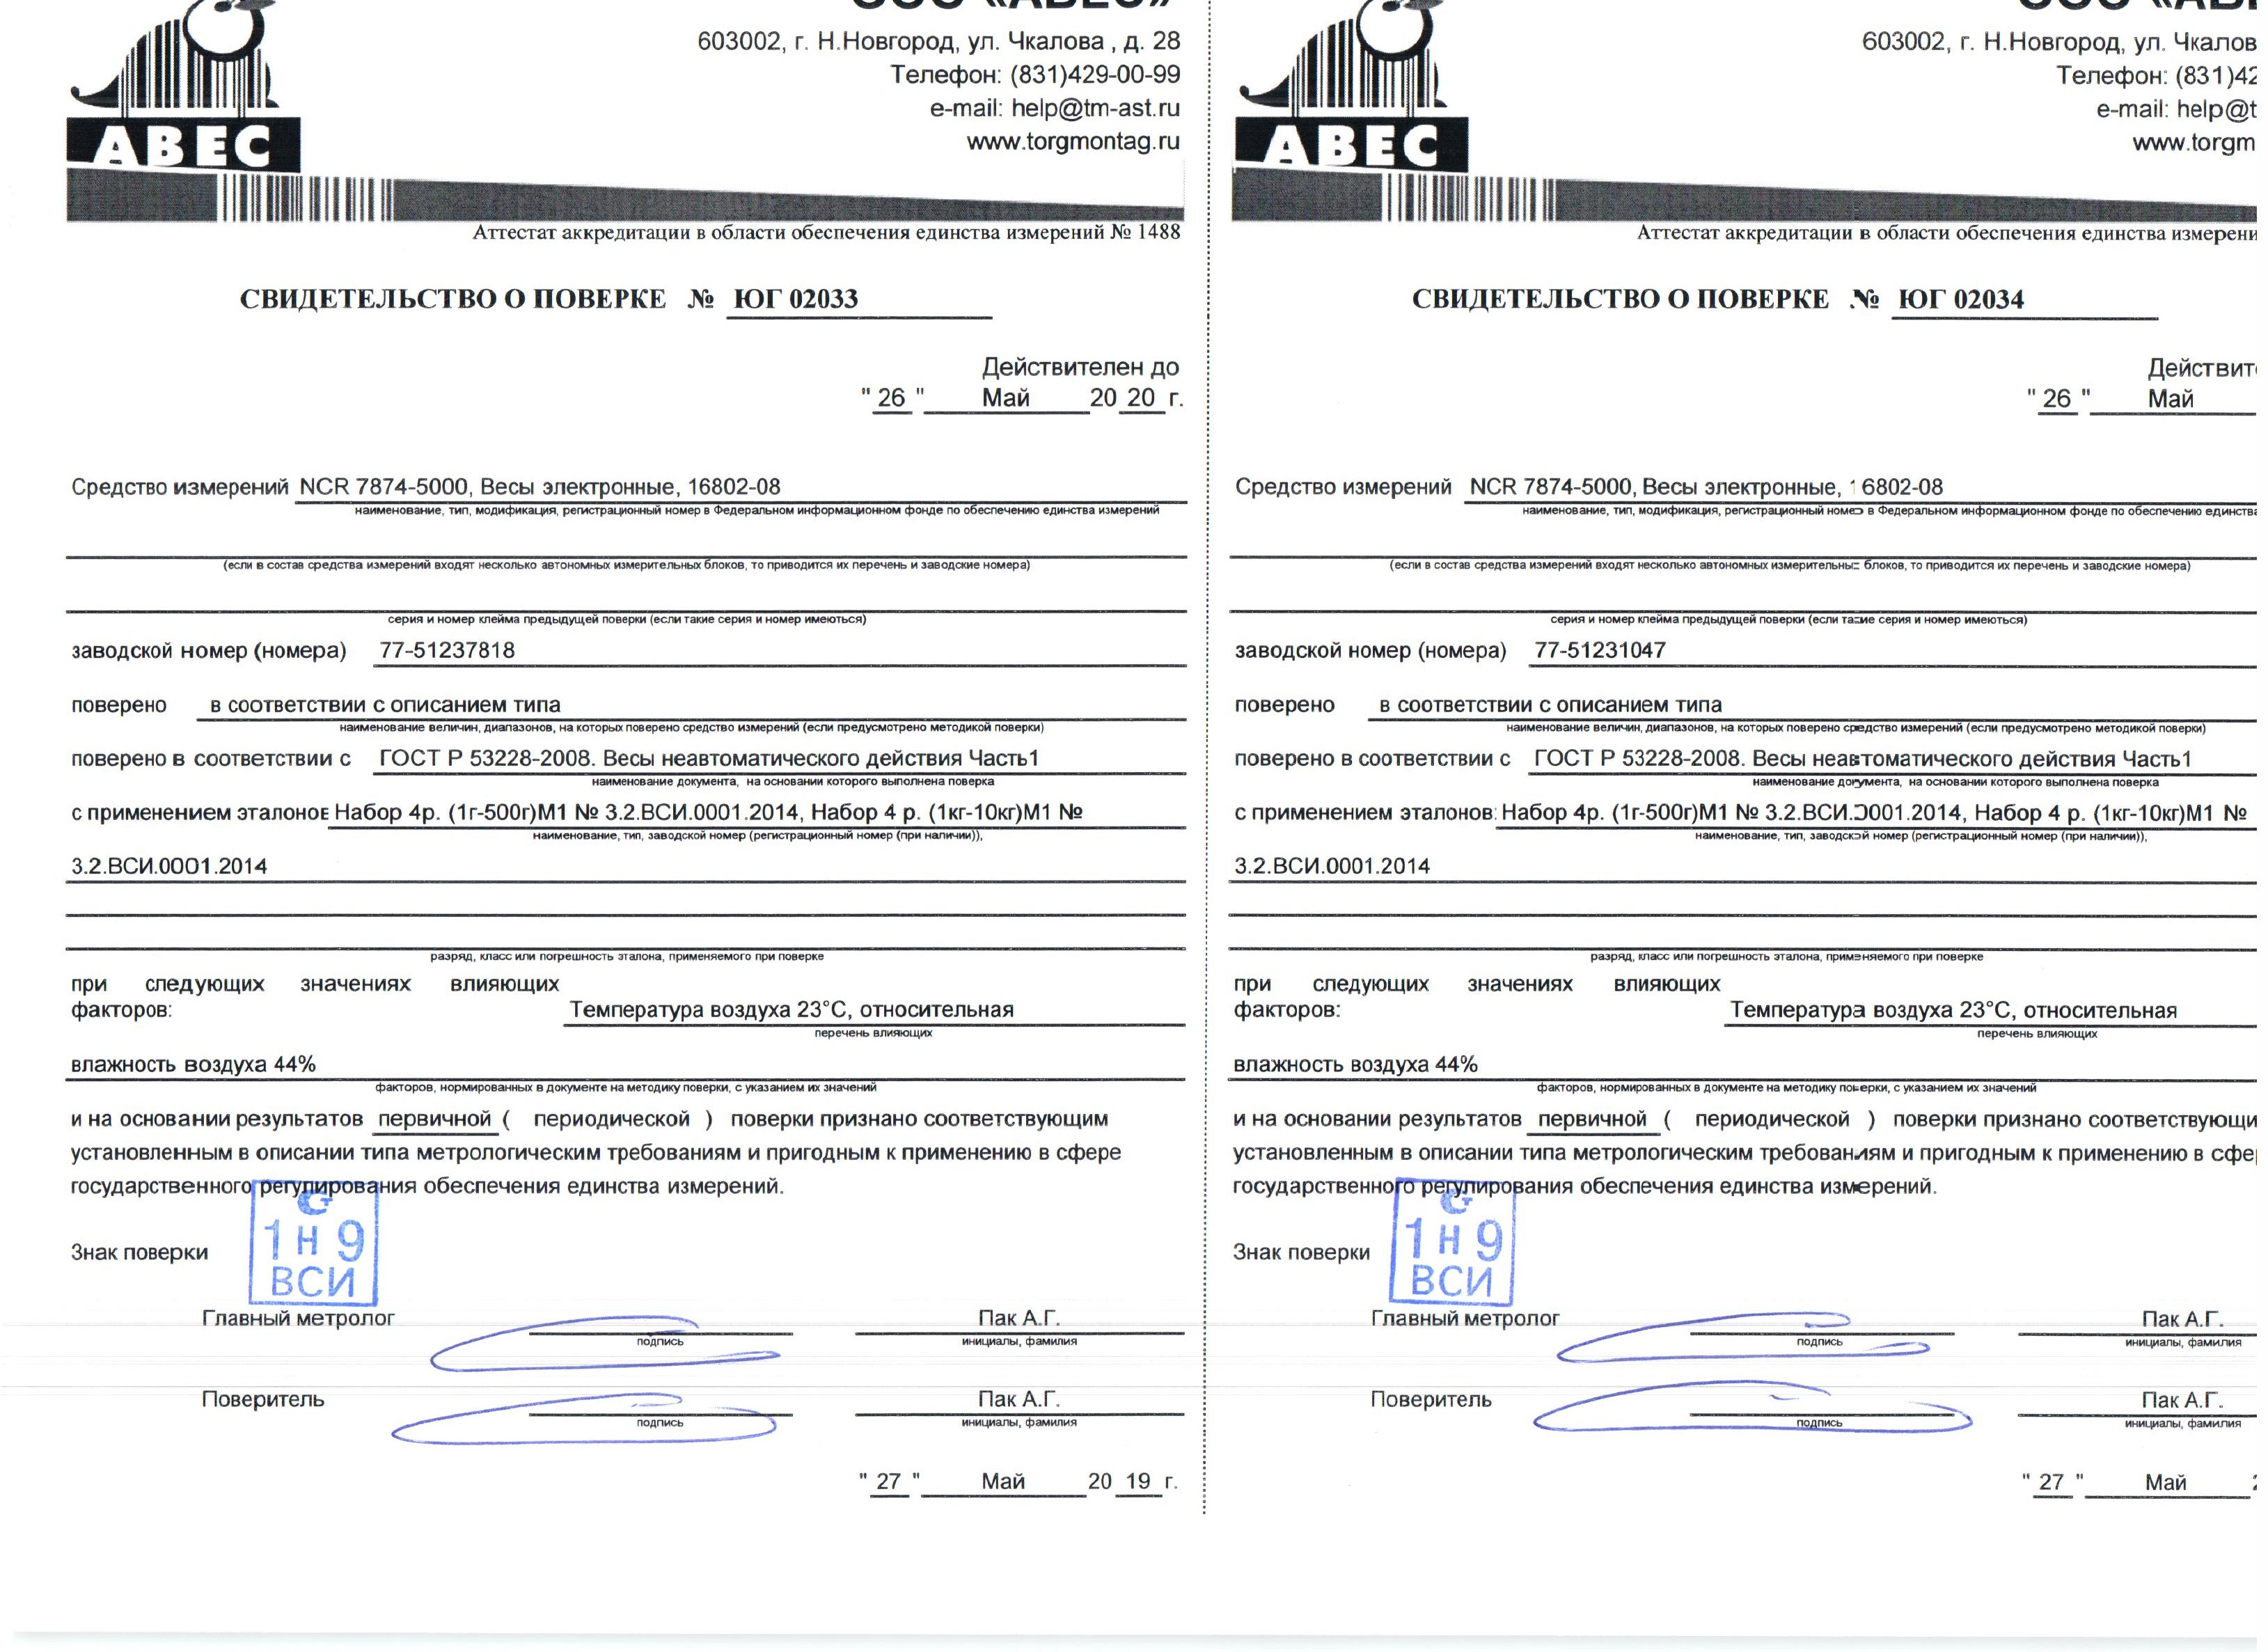 ООО «АВЕС»
603002, г. Н.Новгород, ул. Чкалова , д. 28
Телефон: (831)429-00-99
e-mail: help@tm-ast.ru
www.torgmontag.ru
АВЕС
Аттестат аккредитации в области обеспечения единства измерений № 1488
СВИДЕТЕЛЬСТВО О ПОВЕРКЕ № ЮГ 02033
Действителен до
" 26 " Май 20 20 г.
Средство измерений NCR 7874-5000, Весы электронные, 16802-08
наименование, тип, модификация, регистрационный номер в Федеральном информационном фонде по обеспечению единства измерений
(если в состав средства измерений входят несколько автономных измерительных блоков, то приводится их перечень и заводские номера)
серия и номер клейма предыдущей поверки (если такие серия и номер имеються)
заводской номер (номера) 77-51237818
поверено в соответствии с описанием типа
наименование величин, диапазонов, на которых поверено средство измерений (если предусмотрено методикой поверки)
поверено в соответствии с ГОСТ Р 53228-2008. Весы неавтоматического действия Часть1
наименование документа, на основании которого выполнена поверка
с применением эталонов Набор 4р. (1г-500г)М1 № 3.2.ВСИ.0001.2014, Набор 4 р. (1кг-10кг)М1 №
наименование, тип, заводской номер (регистрационный номер (при наличии)),
3.2.ВСИ.0001.2014
разряд, класс или погрешность эталона, применяемого при поверке
при следующих значениях влияющих
факторов: Температура воздуха 23°С, относительная
перечень влияющих
влажность воздуха 44%
факторов, нормированных в документе на методику поверки, с указанием их значений
и на основании результатов первичной ( периодической ) поверки признано соответствующим
установленным в описании типа метрологическим требованиям и пригодным к применению в сфере
государственного регулирования обеспечения единства измерений.
1 Н 9
Знак поверки
ВСИ
Главный метролог Пак А.Г.
подпись инициалы, фамилия
Поверитель Пак А.Г.
подпись инициалы, фамилия
" 27 " Май 20 19 г.
ООО «АВЕ
603002, г. Н.Новгород, ул. Чкалов
Телефон: (831)42
e-mail: help@t
www.torgm
АВЕС
Аттестат аккредитации в области обеспечения единства измерени
СВИДЕТЕЛЬСТВО О ПОВЕРКЕ № ЮГ 02034
Действит
" 26 " Май
Средство измерений NCR 7874-5000, Весы электронные, 16802-08
наименование, тип, модификация, регистрационный номер в Федеральном информационном фонде по обеспечению единства
(если в состав средства измерений входят несколько автономных измерительных блоков, то приводится их перечень и заводские номера)
серия и номер клейма предыдущей поверки (если такие серия и номер имеються)
заводской номер (номера) 77-51231047
поверено в соответствии с описанием типа
наименование величин, диапазонов, на которых поверено средство измерений (если предусмотрено методикой поверки)
поверено в соответствии с ГОСТ Р 53228-2008. Весы неавтоматического действия Часть1
наименование документа, на основании которого выполнена поверка
с применением эталонов: Набор 4р. (1г-500г)М1 № 3.2.ВСИ.0001.2014, Набор 4 р. (1кг-10кг)М1 №
наименование, тип, заводской номер (регистрационный номер (при наличии)),
3.2.ВСИ.0001.2014
разряд, класс или погрешность эталона, применяемого при поверке
при следующих значениях влияющих
факторов: Температура воздуха 23°С, относительная
перечень влияющих
влажность воздуха 44%
факторов, нормированных в документе на методику поверки, с указанием их значений
и на основании результатов первичной ( периодической ) поверки признано соответствующи
установленным в описании типа метрологическим требованиям и пригодным к применению в сфер
государственного регулирования обеспечения единства измерений.
1 Н 9
Знак поверки
ВСИ
Главный метролог Пак А.Г.
подпись инициалы, фамилия
Поверитель Пак А.Г.
подпись инициалы, фамилия
" 27 " Май